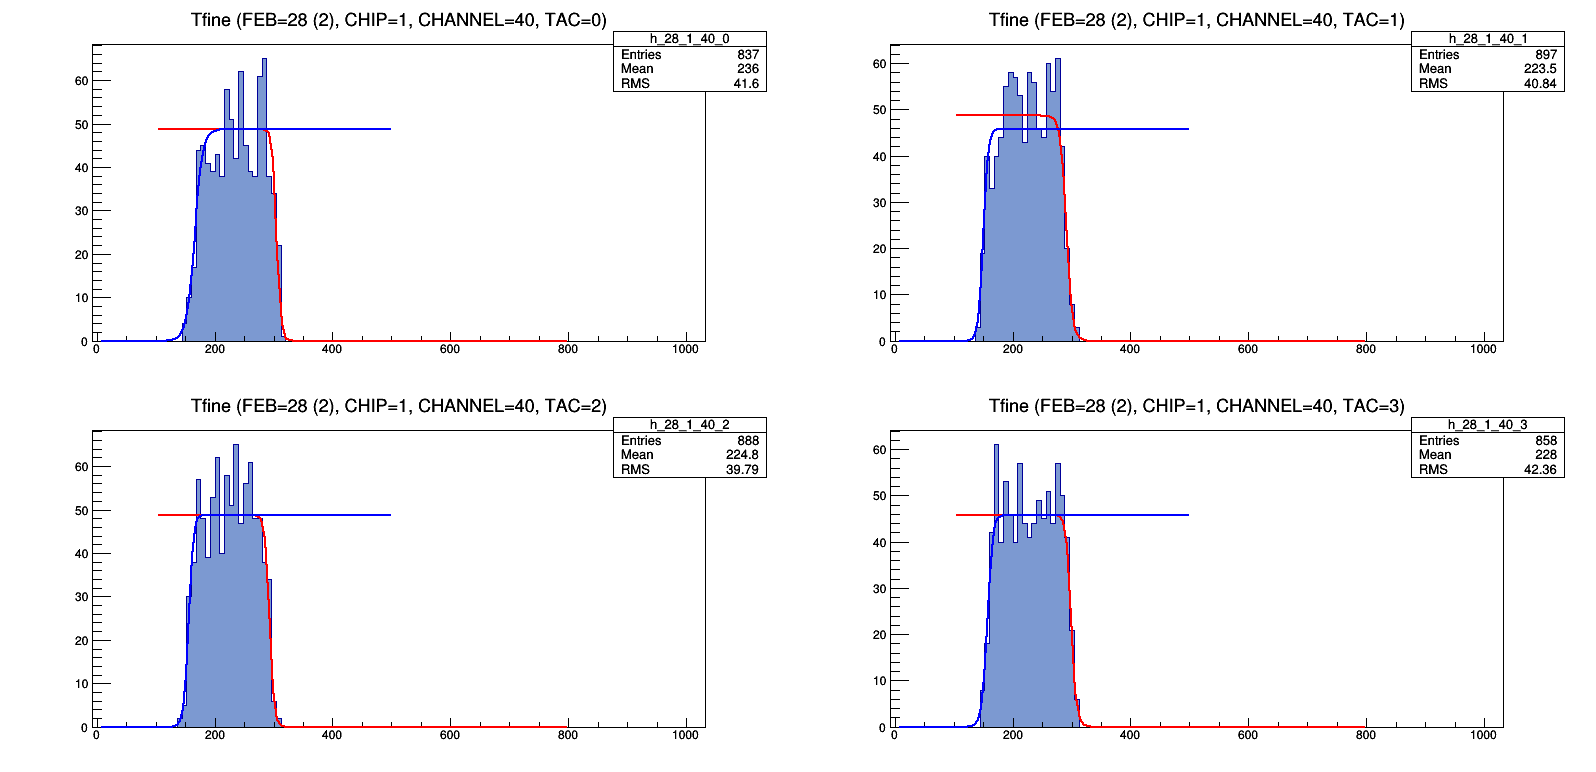 Tfine (FEB=28 (2), CHIP=1, CHANNEL=40, TAC=0)
h_28_1_40_0
Entries 837
Mean 236
RMS 41.6
60
50
40
30
20
10
0
0 200 400 600 800 1000
Tfine (FEB=28 (2), CHIP=1, CHANNEL=40, TAC=1)
h_28_1_40_1
Entries 897
Mean 223.5
RMS 40.84
60
50
40
30
20
10
0
0 200 400 600 800 1000
Tfine (FEB=28 (2), CHIP=1, CHANNEL=40, TAC=2)
h_28_1_40_2
Entries 888
Mean 224.8
RMS 39.79
60
50
40
30
20
10
0
0 200 400 600 800 1000
Tfine (FEB=28 (2), CHIP=1, CHANNEL=40, TAC=3)
h_28_1_40_3
Entries 858
Mean 228
RMS 42.36
60
50
40
30
20
10
0
0 200 400 600 800 1000